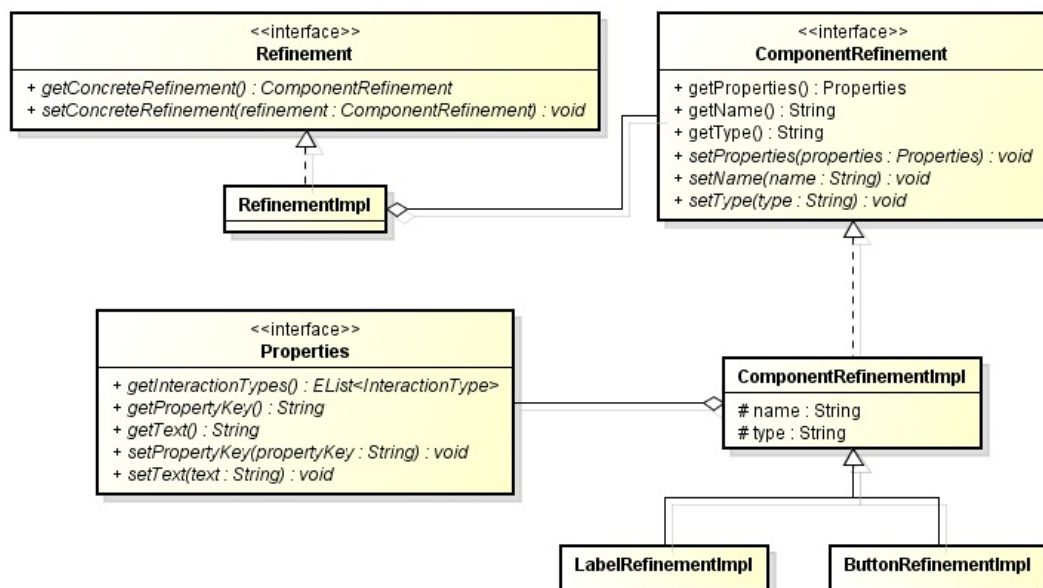 <<interface>>
Refinement
+ getConcreteRefinement() : ComponentRefinement
+ setConcreteRefinement(refinement : ComponentRefinement) : void
<<interface>>
ComponentRefinement
+ getProperties() : Properties
+ getName() : String
+ getType() : String
+ setProperties(properties : Properties) : void
+ setName(name : String) : void
+ setType(type : String) : void
RefinementImpl
<<interface>>
Properties
+ getInteractionTypes() : EList<InteractionType>
+ getPropertyKey() : String
+ getText() : String
+ setPropertyKey(propertyKey : String) : void
+ setText(text : String) : void
ComponentRefinementImpl
# name : String
# type : String
LabelRefinementImpl
ButtonRefinementImpl